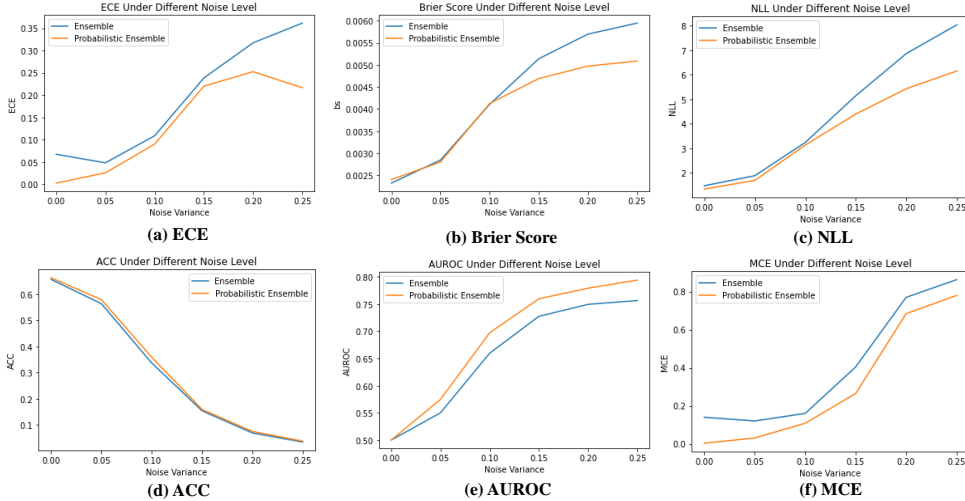 ECE Under Different Noise Level
Ensemble
Probabilistic Ensemble
0.35
0.30
0.25
0.20
0.15
0.10
0.05
0.00
ECE
0.00 0.05 0.10 0.15 0.20 0.25
Noise Variance
(a) ECE
Brier Score Under Different Noise Level
Ensemble
Probabilistic Ensemble
0.0060
0.0055
0.0050
0.0045
0.0040
0.0035
0.0030
0.0025
bs
0.00 0.05 0.10 0.15 0.20 0.25
Noise Variance
(b) Brier Score
NLL Under Different Noise Level
Ensemble
Probabilistic Ensemble
8
7
6
5
4
3
2
NLL
0.00 0.05 0.10 0.15 0.20 0.25
Noise Variance
(c) NLL
ACC Under Different Noise Level
Ensemble
Probabilistic Ensemble
0.6
0.5
0.4
0.3
0.2
0.1
ACC
0.00 0.05 0.10 0.15 0.20 0.25
Noise Variance
(d) ACC
AUROC Under Different Noise Level
Ensemble
Probabilistic Ensemble
0.80
0.75
0.70
0.65
0.60
0.55
0.50
AUROC
0.00 0.05 0.10 0.15 0.20 0.25
Noise Variance
(e) AUROC
MCE Under Different Noise Level
Ensemble
Probabilistic Ensemble
0.8
0.6
0.4
0.2
0.0
MCE
0.00 0.05 0.10 0.15 0.20 0.25
Noise Variance
(f) MCE